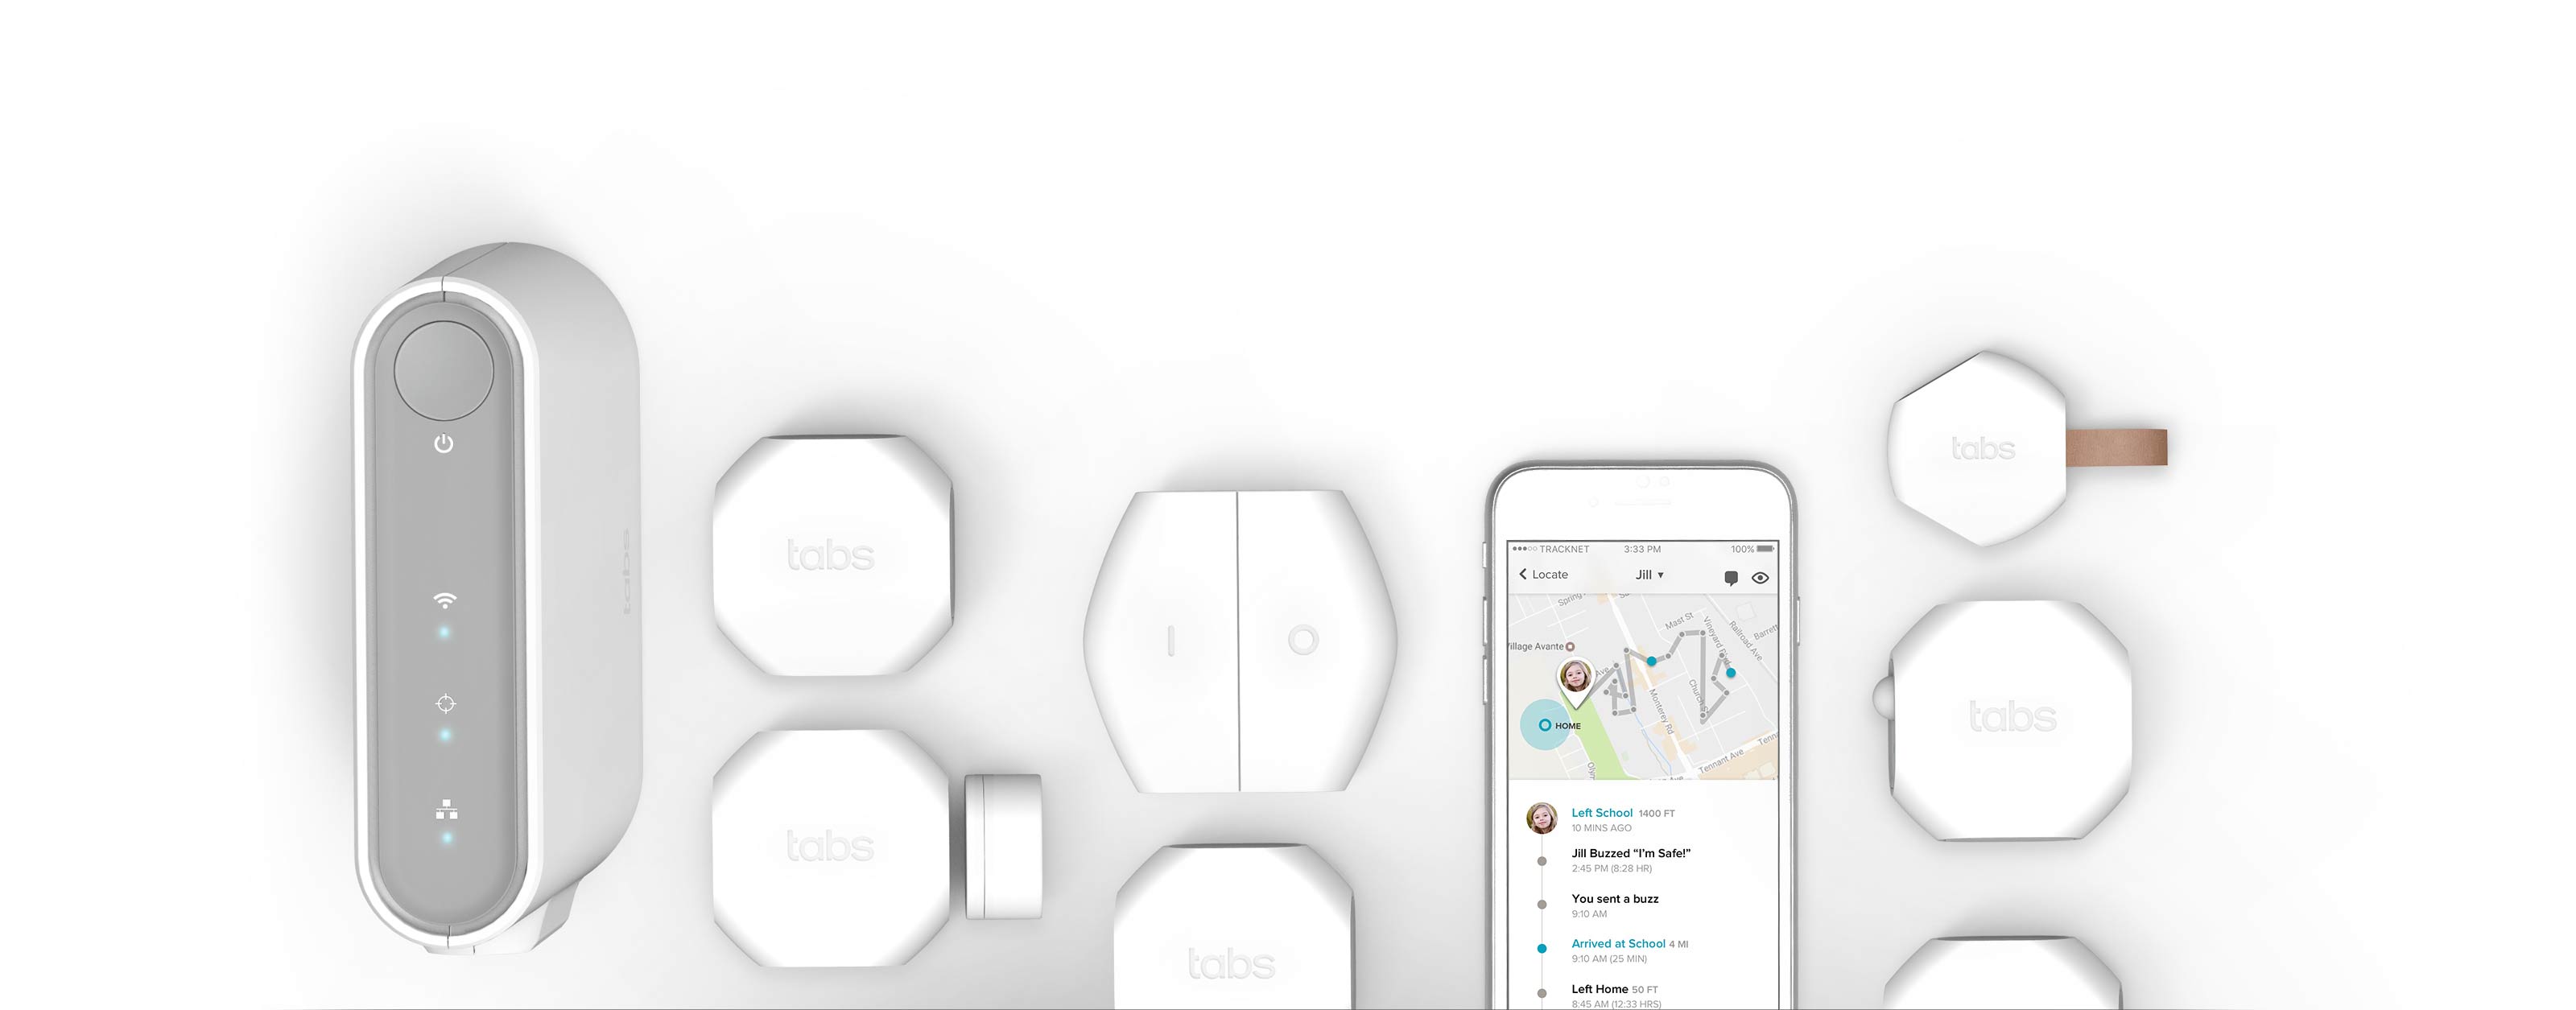 tabs
tabs
tabs
I O
tabs
TRACKNET 3:33 PM 100%
Locate Jill
Spring
Mast St
Vineyard
Railroad Ave
Barrett
Village Avante
Ave
Monterey Rd
Church
HOME
Tennant Ave
Tenn
Left School 1400 FT
10 MINS AGO
Jill Buzzed “I’m Safe!”
2:45 PM (8:28 HR)
You sent a buzz
9:10 AM
Arrived at School 4 MI
9:10 AM (25 MIN)
Left Home 50 FT
8:45 AM (12:33 HRS)
tabs
tabs